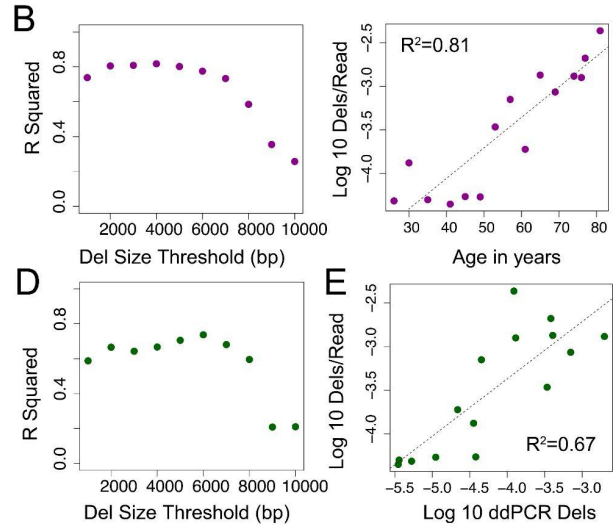 B
R Squared
0.0 0.4 0.8
2000 4000 6000 8000 10000
Del Size Threshold (bp)
R²=0.81
Log 10 Dels/Read
-4.0 -3.5 -3.0 -2.5
30 40 50 60 70 80
Age in years
D
R Squared
0.0 0.4 0.8
2000 4000 6000 8000 10000
Del Size Threshold (bp)
E
Log 10 Dels/Read
-4.0 -3.5 -3.0 -2.5
R²=0.67
-5.5 -5.0 -4.5 -4.0 -3.5 -3.0
Log 10 ddPCR Dels